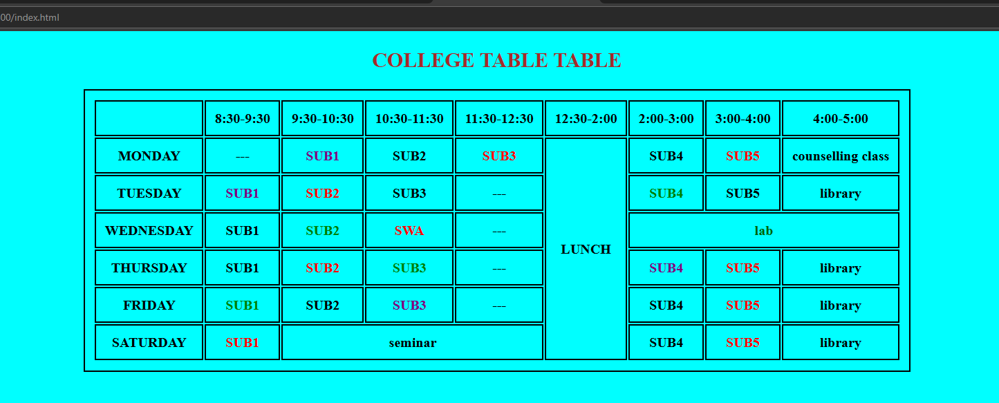 00/index.html
COLLEGE TABLE TABLE
8:30-9:30 9:30-10:30 10:30-11:30 11:30-12:30 12:30-2:00 2:00-3:00 3:00-4:00 4:00-5:00
MONDAY --- SUB1 SUB2 SUB3 SUB4 SUB5 counselling class
TUESDAY SUB1 SUB2 SUB3 --- SUB4 SUB5 library
WEDNESDAY SUB1 SUB2 SWA --- lab
LUNCH
THURSDAY SUB1 SUB2 SUB3 --- SUB4 SUB5 library
FRIDAY SUB1 SUB2 SUB3 --- SUB4 SUB5 library
SATURDAY SUB1 seminar SUB4 SUB5 library